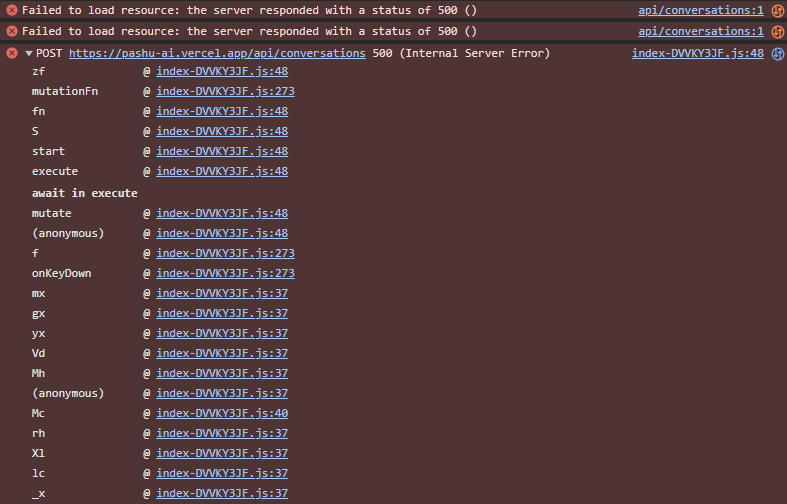 Failed to load resource: the server responded with a status of 500 () api/conversations:1
Failed to load resource: the server responded with a status of 500 () api/conversations:1
POST https://pashu-ai.vercel.app/api/conversations 500 (Internal Server Error) index-DVVKY3JF.js:48
zf @ index-DVVKY3JF.js:48
mutationFn @ index-DVVKY3JF.js:273
fn @ index-DVVKY3JF.js:48
S @ index-DVVKY3JF.js:48
start @ index-DVVKY3JF.js:48
execute @ index-DVVKY3JF.js:48
await in execute
mutate @ index-DVVKY3JF.js:48
(anonymous) @ index-DVVKY3JF.js:48
f @ index-DVVKY3JF.js:273
onKeyDown @ index-DVVKY3JF.js:273
mx @ index-DVVKY3JF.js:37
gx @ index-DVVKY3JF.js:37
yx @ index-DVVKY3JF.js:37
Vd @ index-DVVKY3JF.js:37
Mh @ index-DVVKY3JF.js:37
(anonymous) @ index-DVVKY3JF.js:37
Mc @ index-DVVKY3JF.js:40
rh @ index-DVVKY3JF.js:37
Xl @ index-DVVKY3JF.js:37
lc @ index-DVVKY3JF.js:37
_x @ index-DVVKY3JF.js:37